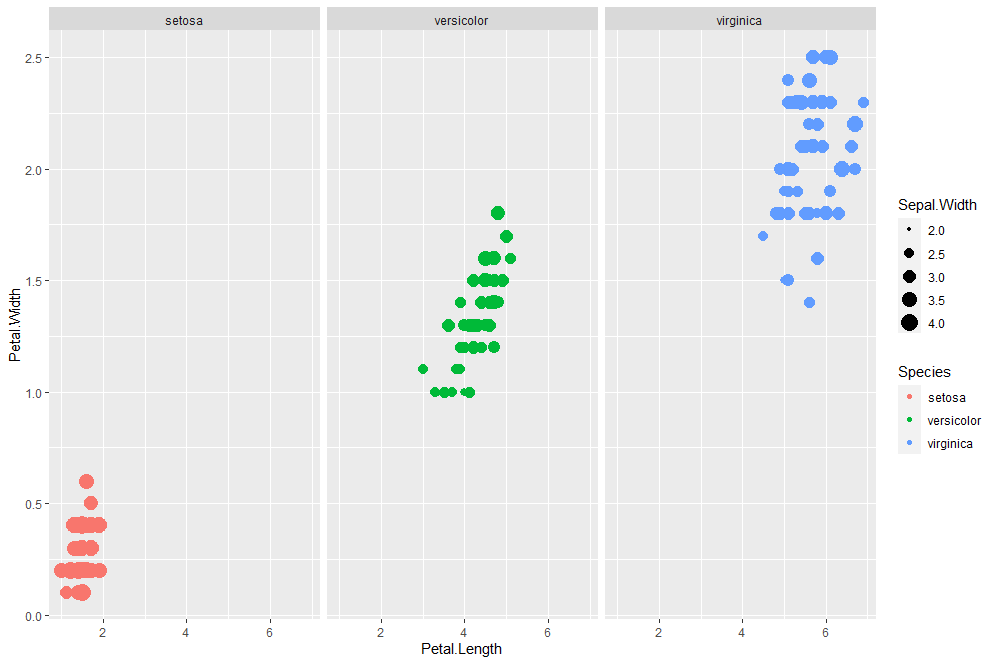 setosa
versicolor
virginica
2.5
2.0
1.5
1.0
0.5
0.0
Petal.Width
2 4 6
2 4 6
2 4 6
Petal.Length
Sepal.Width
2.0
2.5
3.0
3.5
4.0
Species
setosa
versicolor
virginica